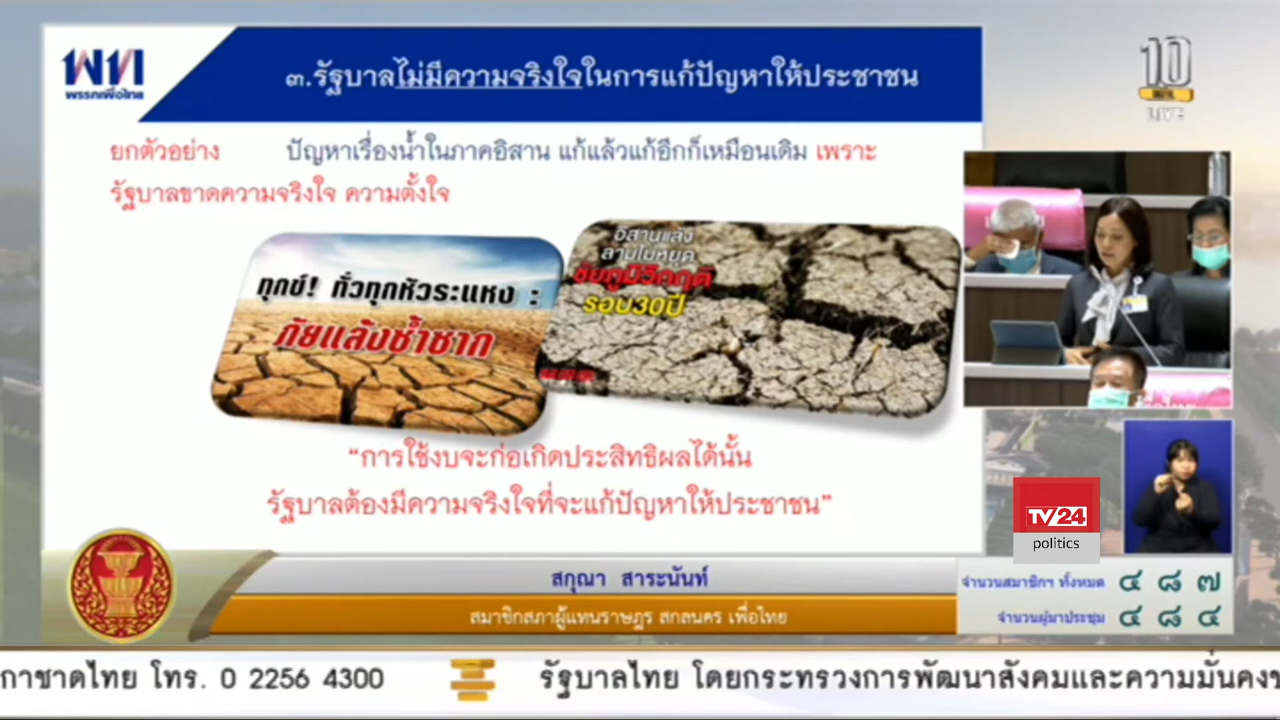 พท
พรรคเพื่อไทย
๓.รัฐบาลไม่มีความจริงใจในการแก้ปัญหาให้ประชาชน
10
DIGITAL
LIVE
ยกตัวอย่าง ปัญหาเรื่องน้ำในภาคอิสาน แก้แล้วแก้อีกก็เหมือนเดิม เพราะ
รัฐบาลขาดความจริงใจ ความตั้งใจ
ทุกข์! ทั่วทุกหัวระแหง :
ภัยแล้งซ้ำซาก
อีสานแล้ง
ลามไม่หยุด
ชัยภูมิวิกฤติ
รอบ30ปี
“การใช้งบจะก่อเกิดประสิทธิผลได้นั้น
รัฐบาลต้องมีความจริงใจที่จะแก้ปัญหาให้ประชาชน”
TV24
politics
สกุณา สาระนันท์
สมาชิกสภาผู้แทนราษฎร สกลนคร เพื่อไทย
จำนวนสมาชิกฯ ทั้งหมด ๔ ๘ ๗
จำนวนผู้มาประชุม ๔ ๘ ๔
กาชาดไทย โทร. 0 2256 4300 รัฐบาลไทย โดยกระทรวงการพัฒนาสังคมและความมั่นคงข